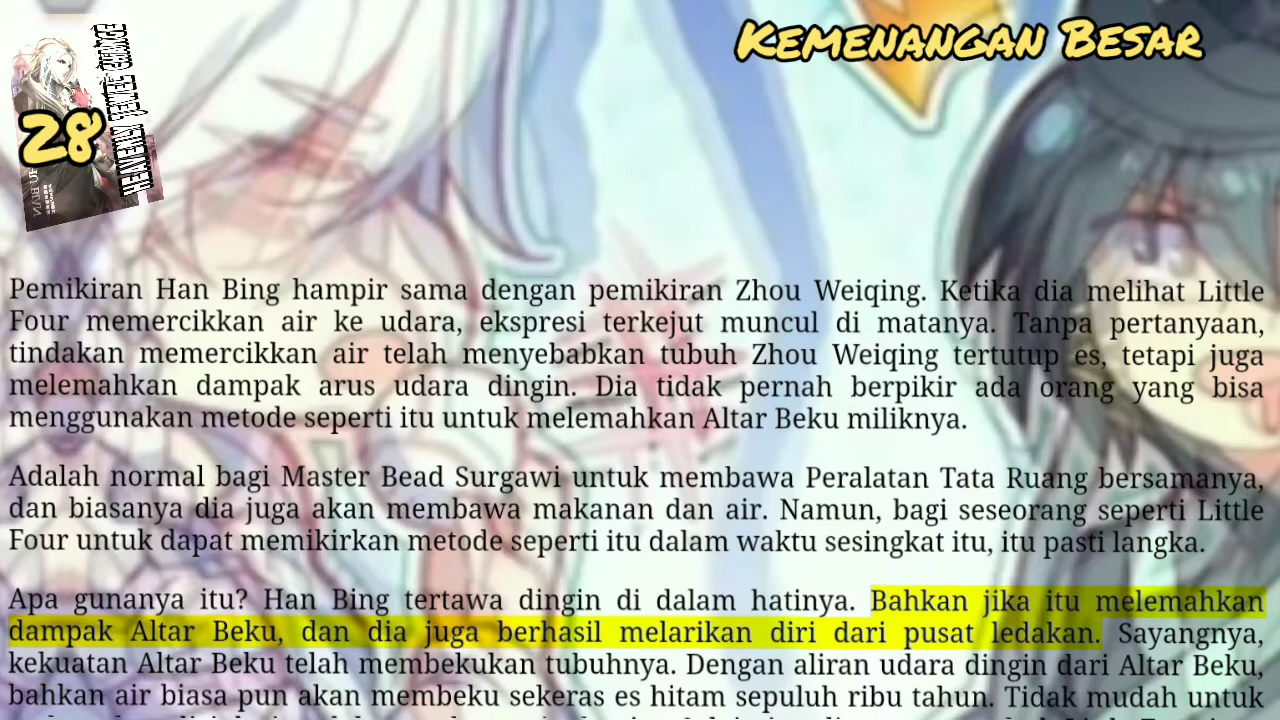 Kemenangan Besar
HEAVENLY JEWEL CHANGE
28
Pemikiran Han Bing hampir sama dengan pemikiran Zhou Weiqing. Ketika dia melihat Little
Four memercikkan air ke udara, ekspresi terkejut muncul di matanya. Tanpa pertanyaan,
tindakan memercikkan air telah menyebabkan tubuh Zhou Weiqing tertutup es, tetapi juga
melemahkan dampak arus udara dingin. Dia tidak pernah berpikir ada orang yang bisa
menggunakan metode seperti itu untuk melemahkan Altar Beku miliknya.
Adalah normal bagi Master Bead Surgawi untuk membawa Peralatan Tata Ruang bersamanya,
dan biasanya dia juga akan membawa makanan dan air. Namun, bagi seseorang seperti Little
Four untuk dapat memikirkan metode seperti itu dalam waktu sesingkat itu, itu pasti langka.
Apa gunanya itu? Han Bing tertawa dingin di dalam hatinya. Bahkan jika itu melemahkan
dampak Altar Beku, dan dia juga berhasil melarikan diri dari pusat ledakan. Sayangnya,
kekuatan Altar Beku telah membekukan tubuhnya. Dengan aliran udara dingin dari Altar Beku,
bahkan air biasa pun akan membeku sekeras es hitam sepuluh ribu tahun. Tidak mudah untuk